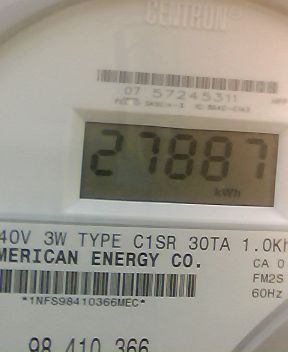 CENTRON®
07 57245311
27887
kWh
40V 3W TYPE C1SR 30TA 1.0Kh
MERICAN ENERGY CO.
CA 0
FM2S
60Hz
*1NFS98410366MEC*
98 410 366